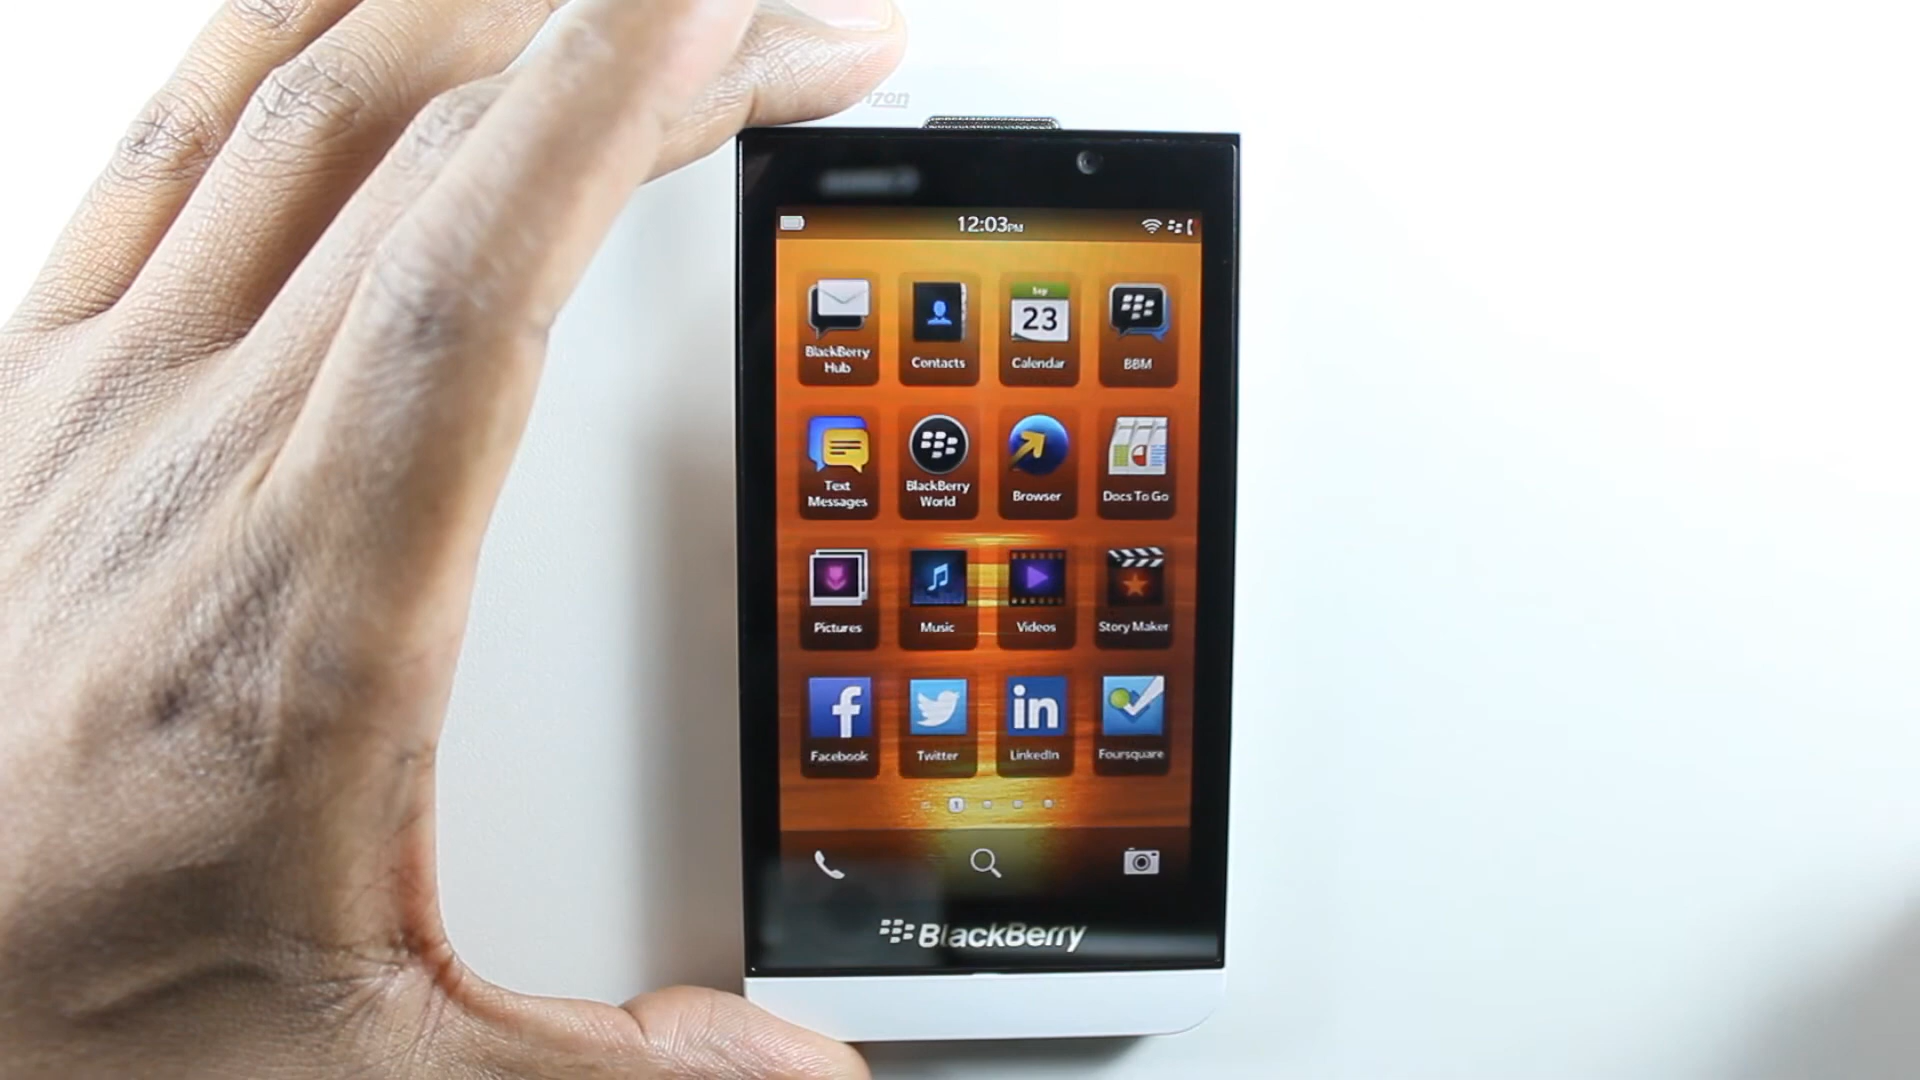 12:03PM
BlackBerry Hub
Contacts
Sep
23
Calendar
BBM
Text Messages
BlackBerry World
Browser
Docs To Go
Pictures
Music
Videos
Story Maker
f
Facebook
Twitter
in
LinkedIn
Foursquare
1
BlackBerry